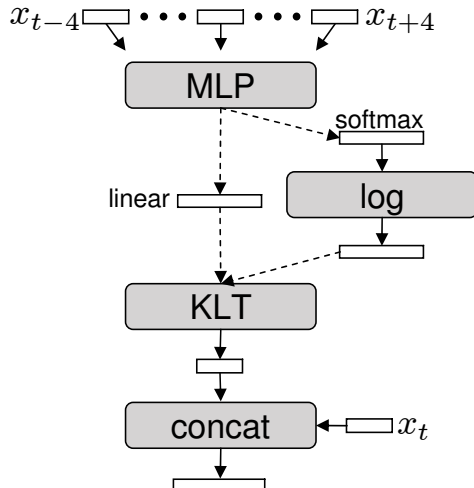 x_{t-4} x_{t+4}
MLP
softmax
linear
log
KLT
concat
x_t